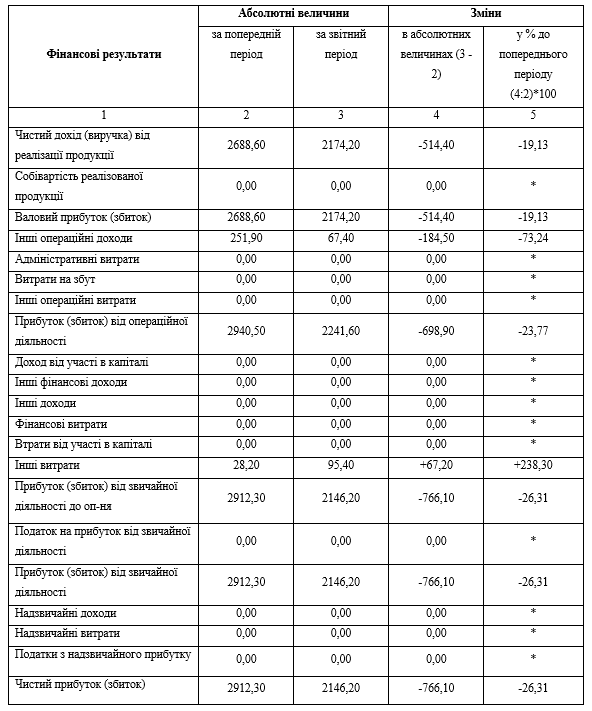 Фінансові результати
Абсолютні величини
Зміни
за попередній період
за звітний період
в абсолютних величинах (3 - 2)
у % до попереднього періоду (4:2)*100
1 2 3 4 5
Чистий дохід (виручка) від
реалізації продукції 2688,60 2174,20 -514,40 -19,13
Собівартість реалізованої
продукції 0,00 0,00 0,00 *
Валовий прибуток (збиток) 2688,60 2174,20 -514,40 -19,13
Інші операційні доходи 251,90 67,40 -184,50 -73,24
Адміністративні витрати 0,00 0,00 0,00 *
Витрати на збут 0,00 0,00 0,00 *
Інші операційні витрати 0,00 0,00 0,00 *
Прибуток (збиток) від операційної
діяльності 2940,50 2241,60 -698,90 -23,77
Доход від участі в капіталі 0,00 0,00 0,00 *
Інші фінансові доходи 0,00 0,00 0,00 *
Інші доходи 0,00 0,00 0,00 *
Фінансові витрати 0,00 0,00 0,00 *
Втрати від участі в капіталі 0,00 0,00 0,00 *
Інші витрати 28,20 95,40 +67,20 +238,30
Прибуток (збиток) від звичайної
діяльності до оп-ня 2912,30 2146,20 -766,10 -26,31
Податок на прибуток від звичайної
діяльності 0,00 0,00 0,00 *
Прибуток (збиток) від звичайної
діяльності 2912,30 2146,20 -766,10 -26,31
Надзвичайні доходи 0,00 0,00 0,00 *
Надзвичайні витрати 0,00 0,00 0,00 *
Податки з надзвичайного прибутку 0,00 0,00 0,00 *
Чистий прибуток (збиток) 2912,30 2146,20 -766,10 -26,31